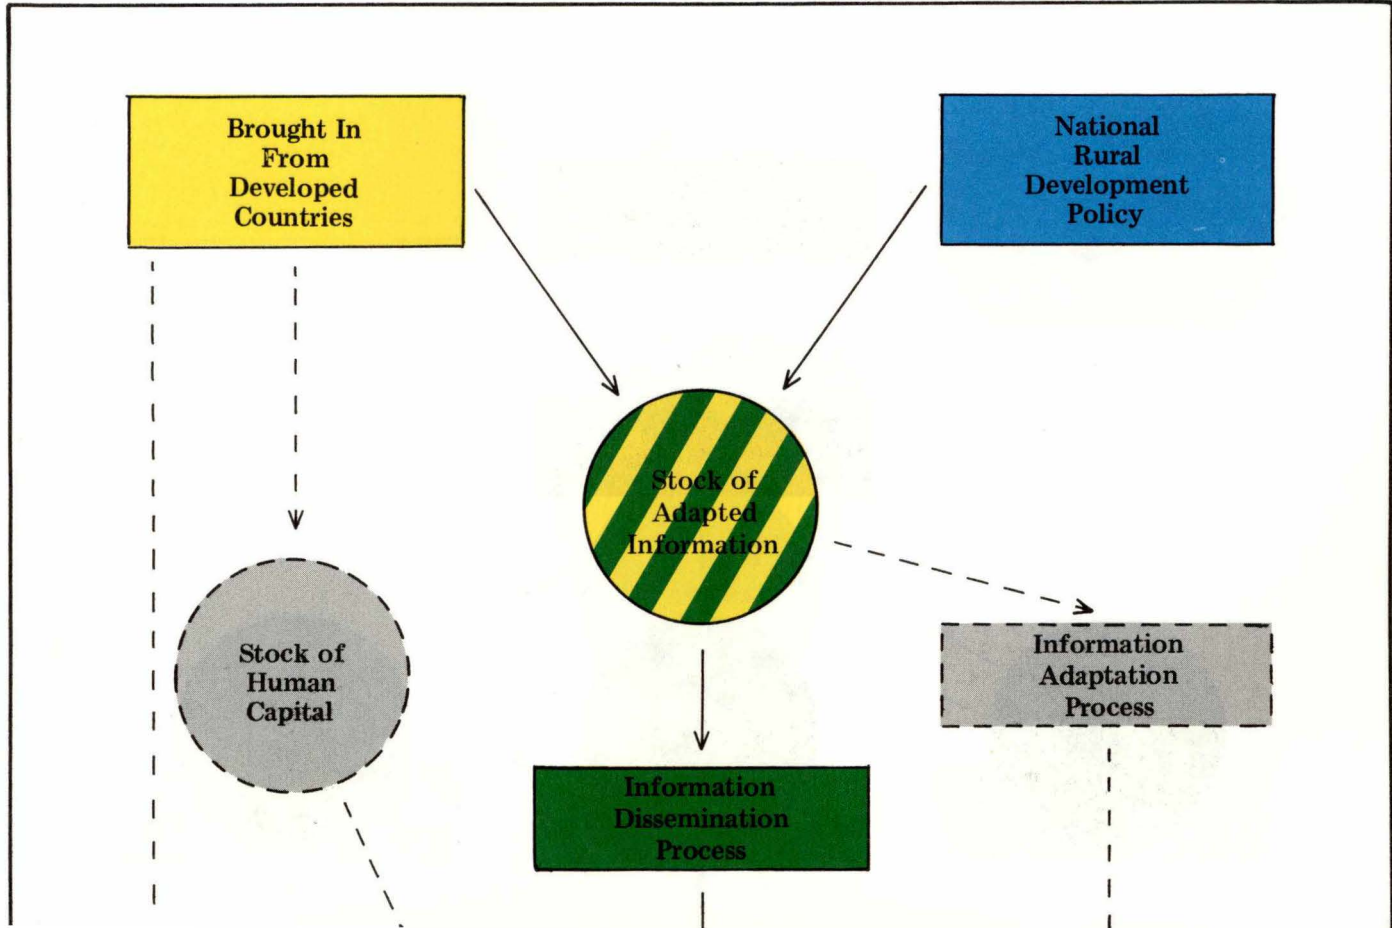 Brought In
From
Developed
Countries
National
Rural
Development
Policy
Stock of
Adapted
Information
Stock of
Human
Capital
Information
Adaptation
Process
Information
Dissemination
Process